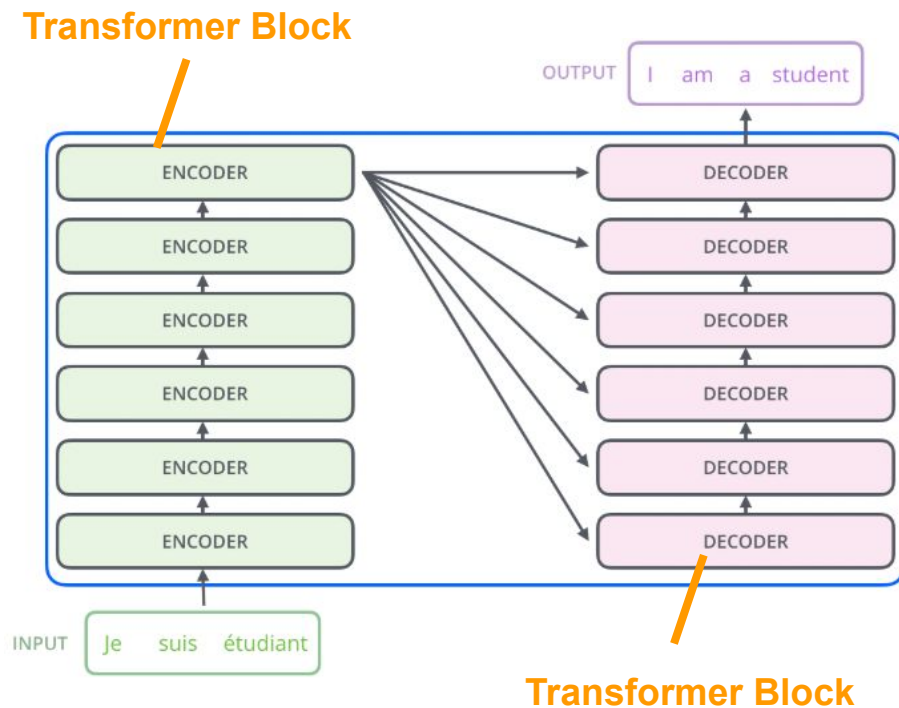 Transformer Block
OUTPUT I am a student
ENCODER DECODER
ENCODER DECODER
ENCODER DECODER
ENCODER DECODER
ENCODER DECODER
ENCODER DECODER
INPUT Je suis étudiant
Transformer Block